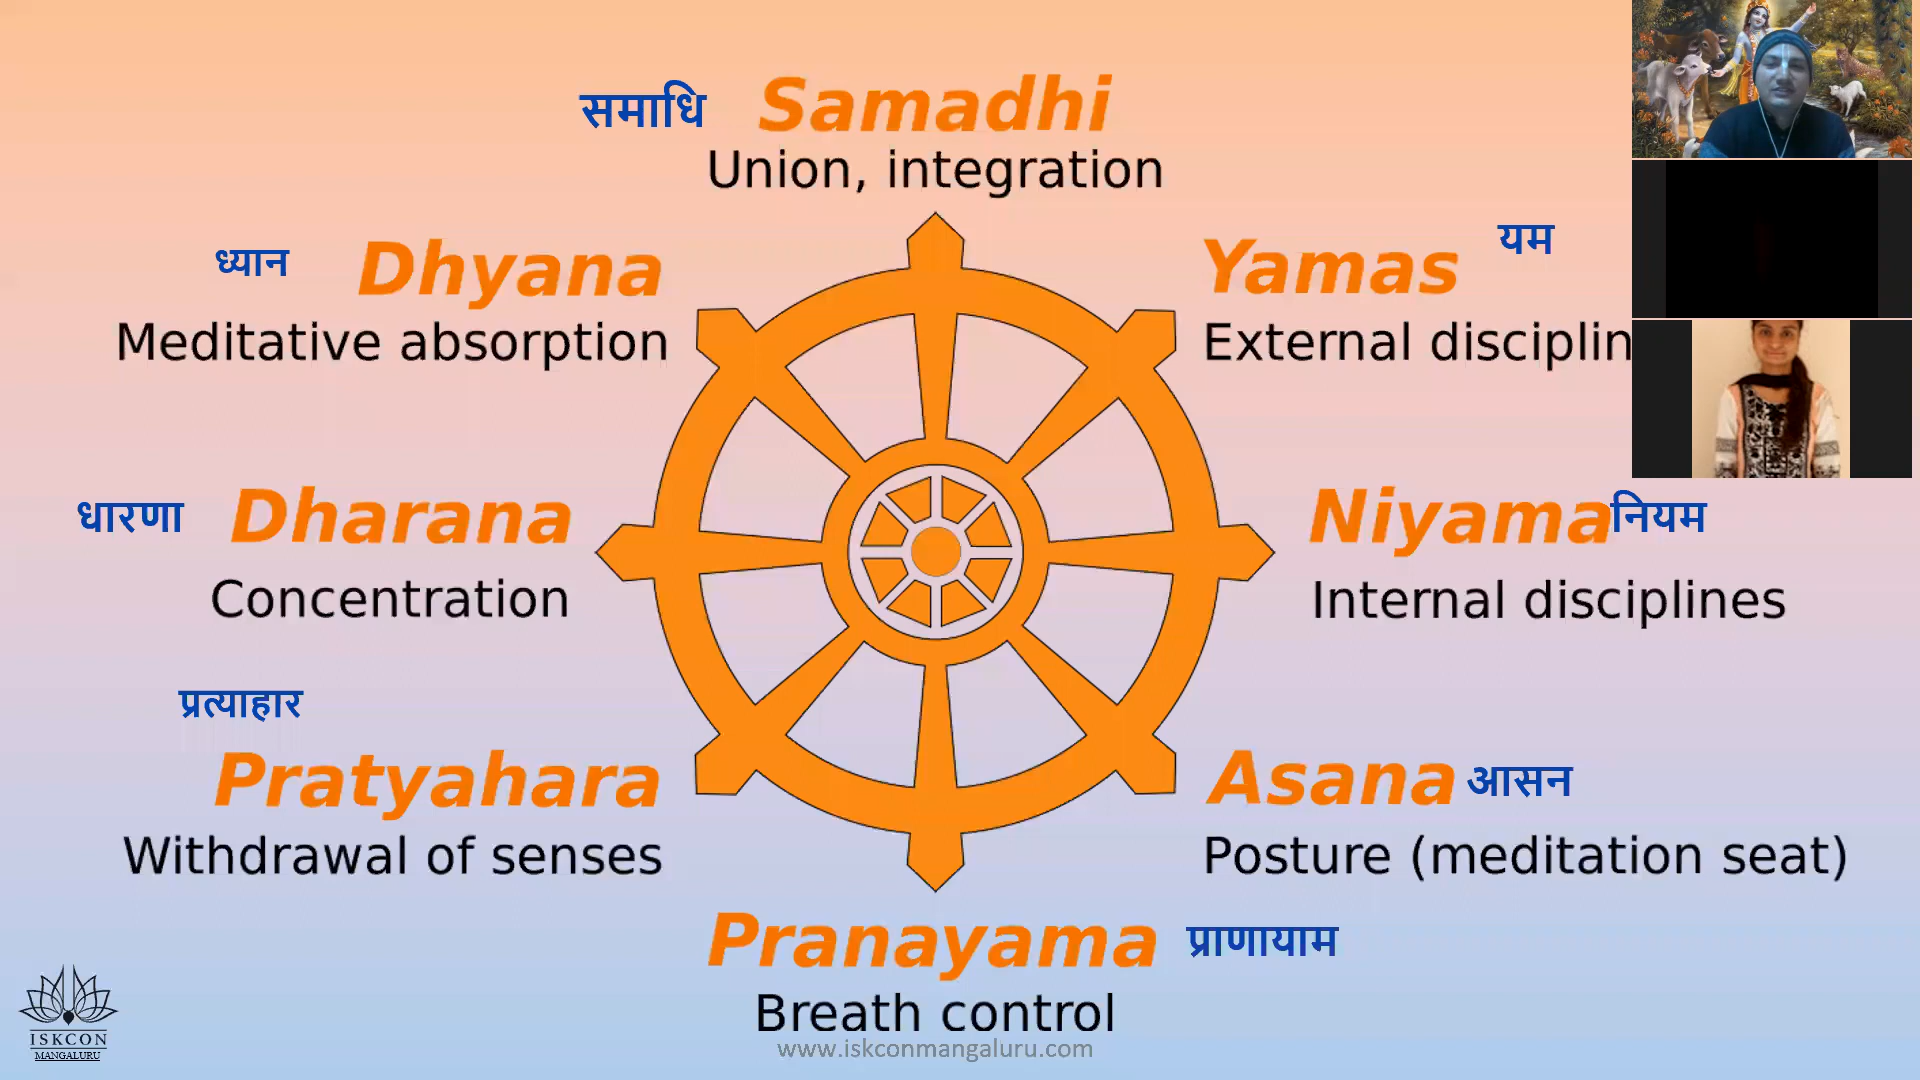 समाधि Samadhi
Union, integration
ध्यान Dhyana
Meditative absorption
Yamas यम
External disciplin
धारणा Dharana
Concentration
Niyama नियम
Internal disciplines
प्रत्याहार
Pratyahara
Withdrawal of senses
Asana आसन
Posture (meditation seat)
Pranayama प्राणायाम
Breath control
www.iskconmangaluru.com
ISKCON
MANGALURU